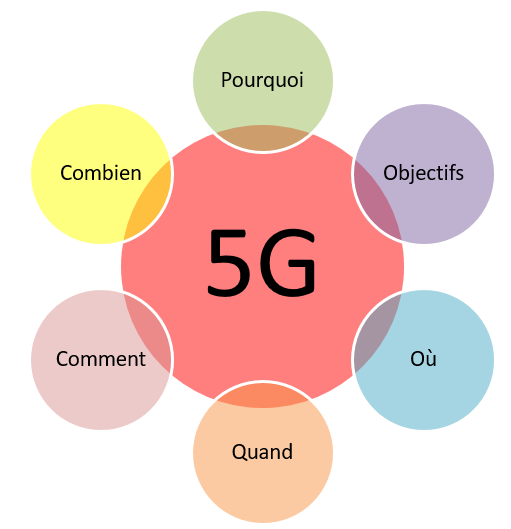 Pourquoi
Combien
Objectifs
5G
Comment
Où
Quand